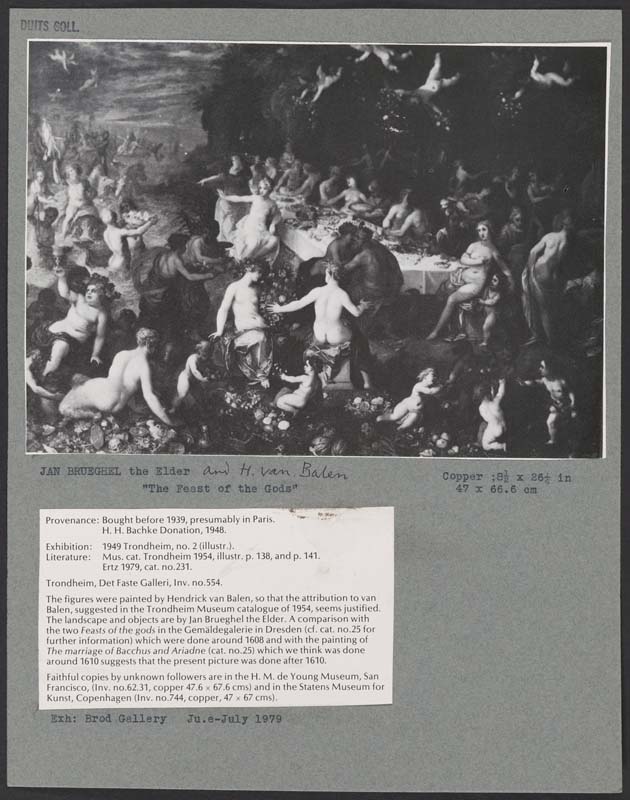 DUITS COLL.
JAN BRUEGHEL the Elder and H. van Balen
"The Feast of the Gods"
Copper ;8½ x 26¼ in
47 x 66.6 cm
Provenance: Bought before 1939, presumably in Paris.
H. H. Bachke Donation, 1948.
Exhibition: 1949 Trondheim, no. 2 (illustr.).
Literature: Mus. cat. Trondheim 1954, illustr. p. 138, and p. 141.
Ertz 1979, cat. no.231.
Trondheim, Det Faste Galleri, Inv. no.554.
The figures were painted by Hendrick van Balen, so that the attribution to van
Balen, suggested in the Trondheim Museum catalogue of 1954, seems justified.
The landscape and objects are by Jan Brueghel the Elder. A comparison with
the two Feasts of the gods in the Gemäldegalerie in Dresden (cf. cat. no.25 for
further information) which were done around 1608 and with the painting of
The marriage of Bacchus and Ariadne (cat. no.25) which we think was done
around 1610 suggests that the present picture was done after 1610.
Faithful copies by unknown followers are in the H. M. de Young Museum, San
Francisco, (Inv. no.62.31, copper 47.6 × 67.6 cms) and in the Statens Museum for
Kunst, Copenhagen (Inv. no.744, copper, 47 × 67 cms).
Exh: Brod Gallery Ju.e-July 1979